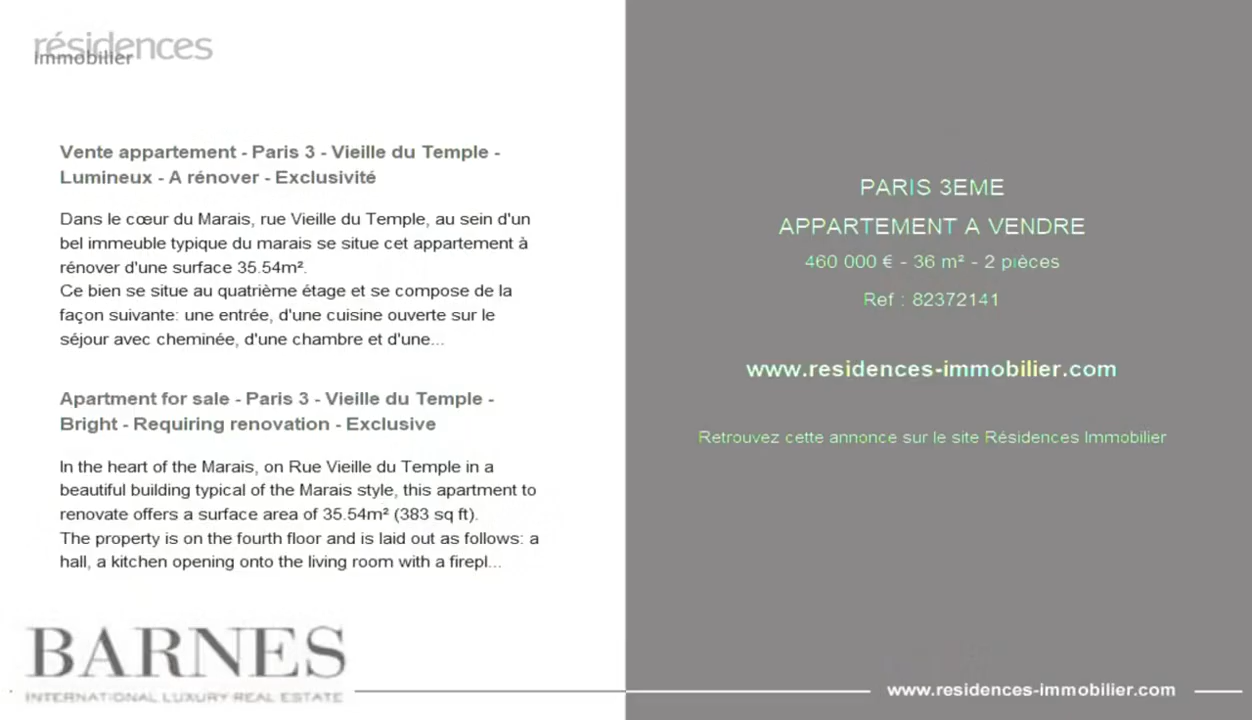 résidences
Immobilier
Vente appartement - Paris 3 - Vieille du Temple -
Lumineux - A rénover - Exclusivité
Dans le cœur du Marais, rue Vieille du Temple, au sein d'un
bel immeuble typique du marais se situe cet appartement à
rénover d'une surface 35.54m².
Ce bien se situe au quatrième étage et se compose de la
façon suivante: une entrée, d'une cuisine ouverte sur le
séjour avec cheminée, d'une chambre et d'une...
Apartment for sale - Paris 3 - Vieille du Temple -
Bright - Requiring renovation - Exclusive
In the heart of the Marais, on Rue Vieille du Temple in a
beautiful building typical of the Marais style, this apartment to
renovate offers a surface area of 35.54m² (383 sq ft).
The property is on the fourth floor and is laid out as follows: a
hall, a kitchen opening onto the living room with a firepl...
BARNES
INTERNATIONAL LUXURY REAL ESTATE
PARIS 3EME
APPARTEMENT A VENDRE
460 000 € - 36 m² - 2 pièces
Ref : 82372141
www.residences-immobilier.com
Retrouvez cette annonce sur le site Résidences Immobilier
www.residences-immobilier.com